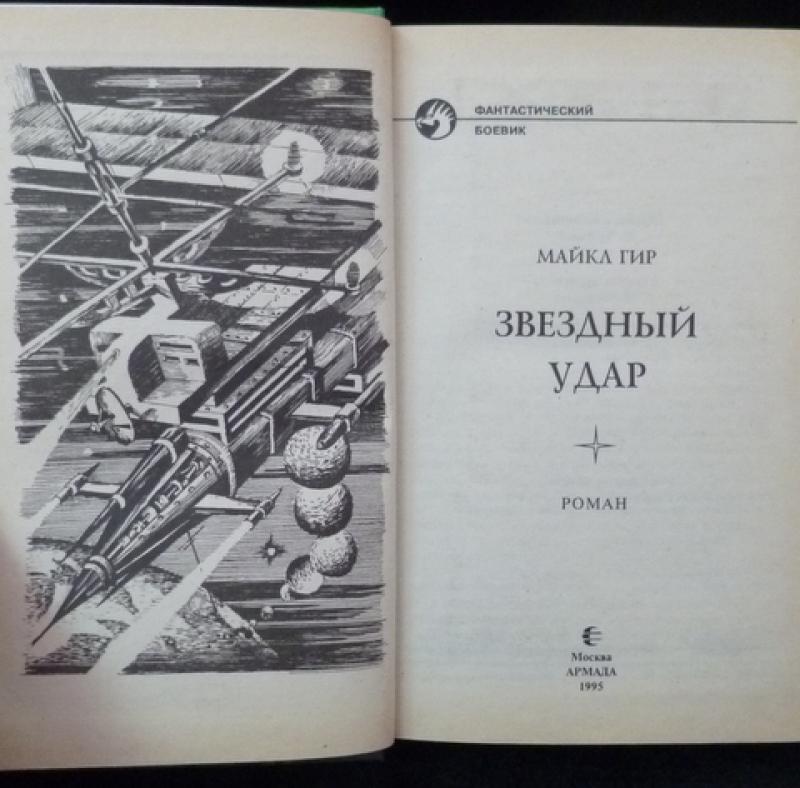 ФАНТАСТИЧЕСКИЙ
БОЕВИК
МАЙКЛ ГИР
ЗВЕЗДНЫЙ
УДАР
РОМАН
Москва
АРМАДА
1995